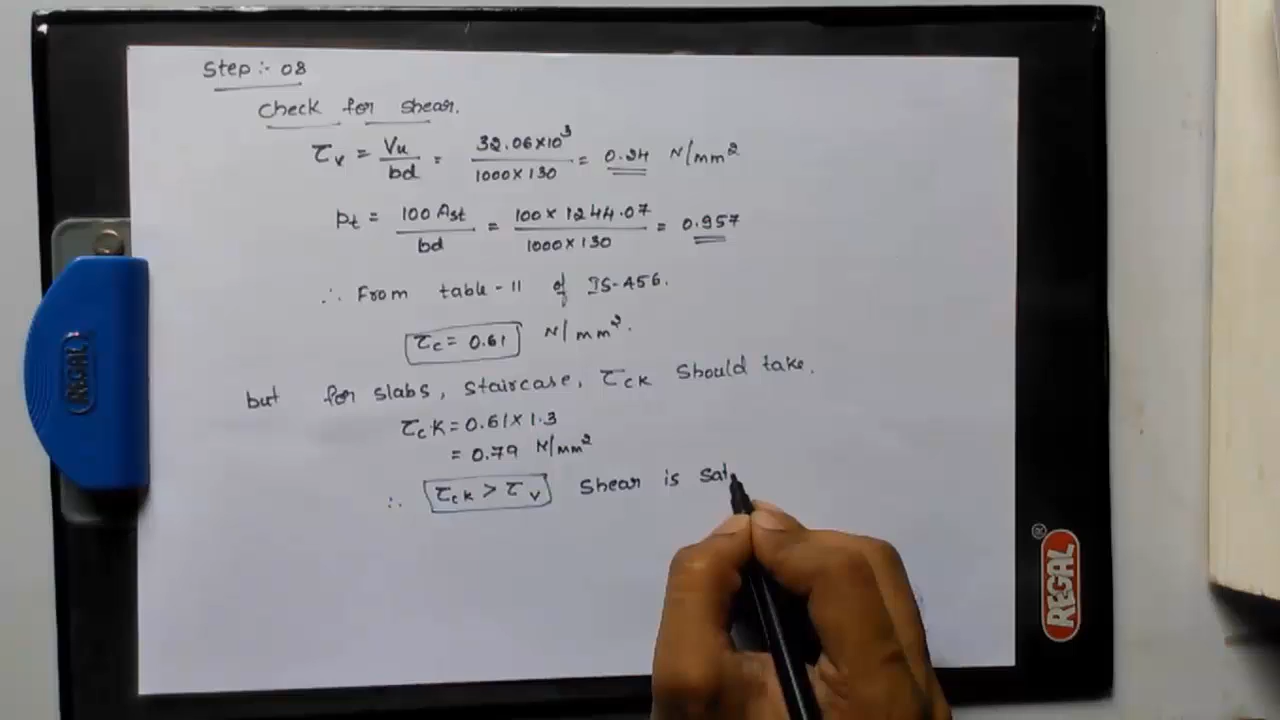 Step :- 08
Check for shear.
τv = Vu/bd = 32.06×10³/1000×130 = 0.24 N/mm²
Pt = 100 Ast/bd = 100×1244.07/1000×130 = 0.957
∴ From table-11 of IS-456.
τc = 0.61 N/mm².
but for slabs, staircase, τck should take.
τc.k = 0.61×1.3
= 0.79 N/mm²
∴ τck > τv Shear is sat
REGAL
REGAL®